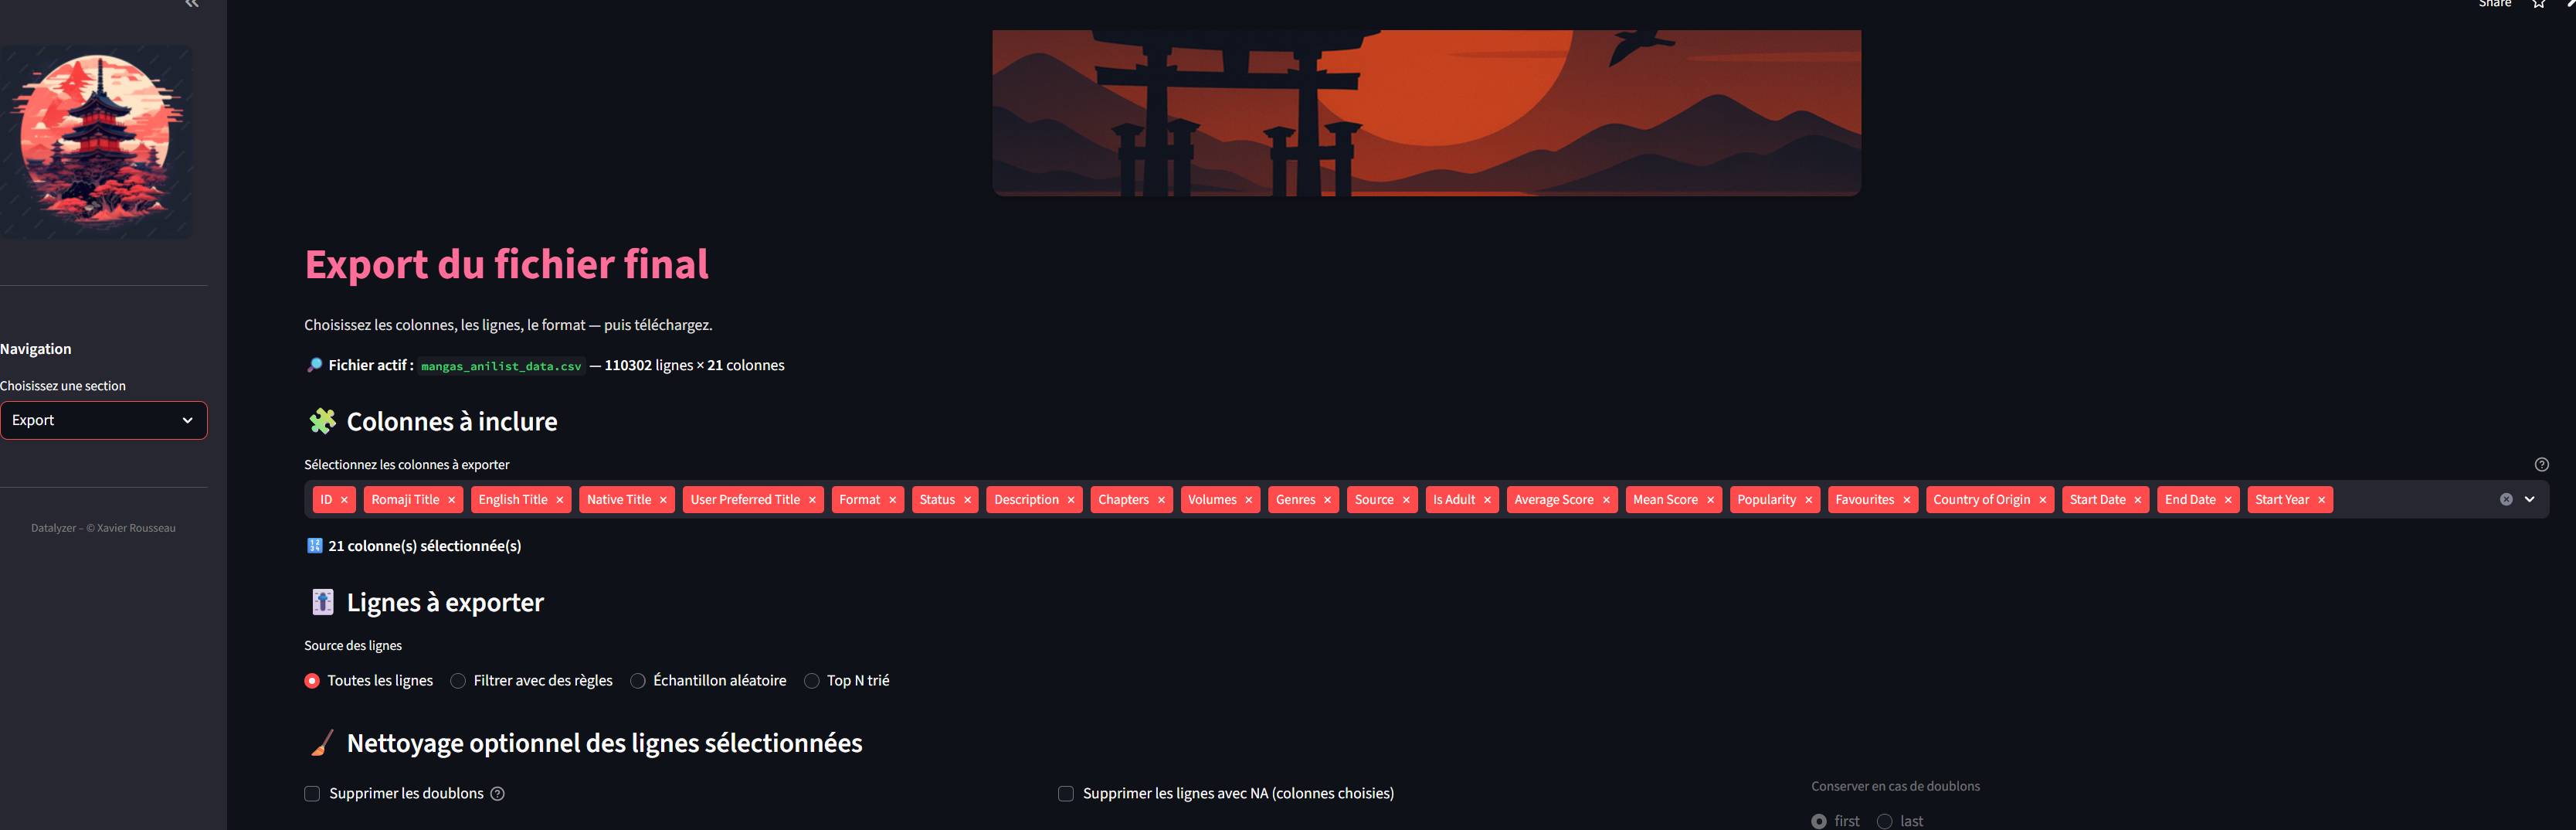 Share
Navigation
Choisissez une section
Export
Datalyzer – © Xavier Rousseau
Export du fichier final
Choisissez les colonnes, les lignes, le format — puis téléchargez.
Fichier actif : mangas_anilist_data.csv — 110302 lignes × 21 colonnes
Colonnes à inclure
Sélectionnez les colonnes à exporter
ID × Romaji Title × English Title × Native Title × User Preferred Title × Format × Status × Description × Chapters × Volumes × Genres × Source × Is Adult × Average Score × Mean Score × Popularity × Favourites × Country of Origin × Start Date × End Date × Start Year ×
21 colonne(s) sélectionnée(s)
Lignes à exporter
Source des lignes
Toutes les lignes Filtrer avec des règles Échantillon aléatoire Top N trié
Nettoyage optionnel des lignes sélectionnées
Supprimer les doublons Supprimer les lignes avec NA (colonnes choisies) Conserver en cas de doublons
first last